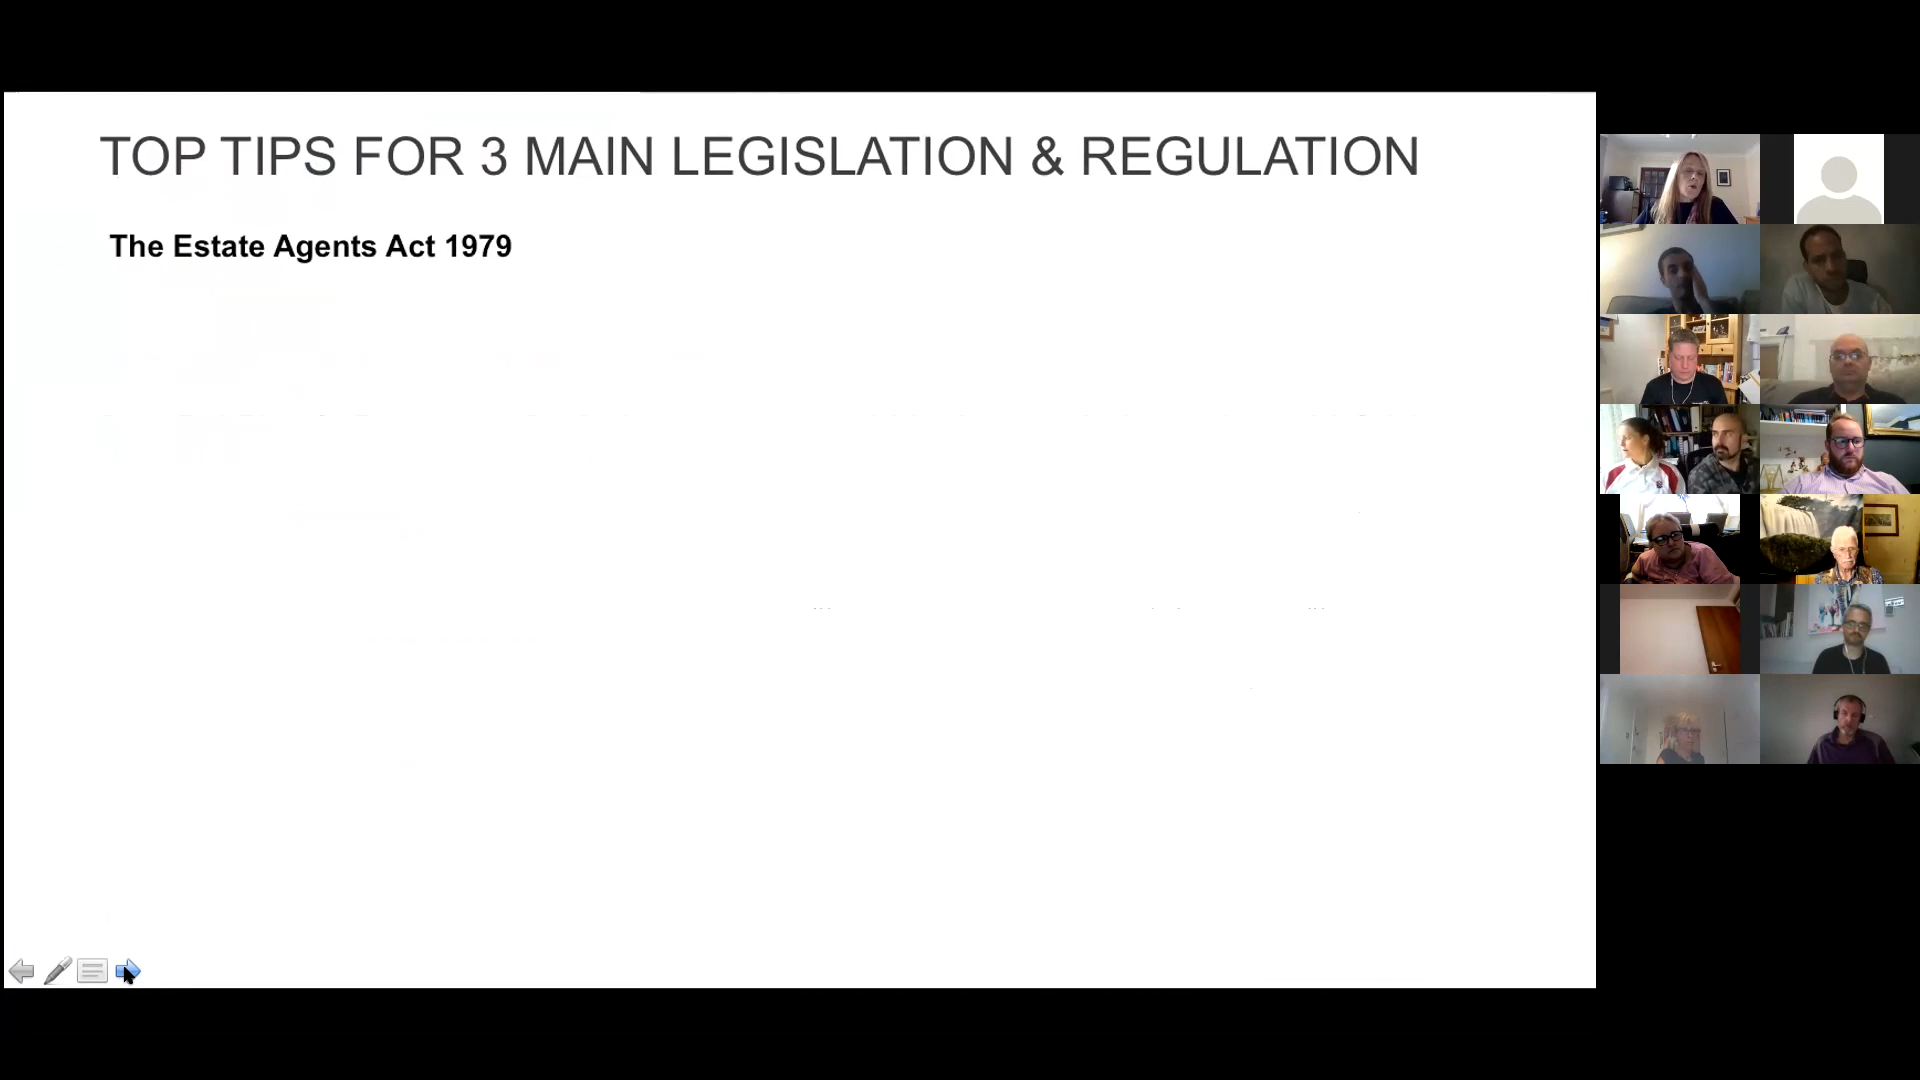 TOP TIPS FOR 3 MAIN LEGISLATION & REGULATION
The Estate Agents Act 1979